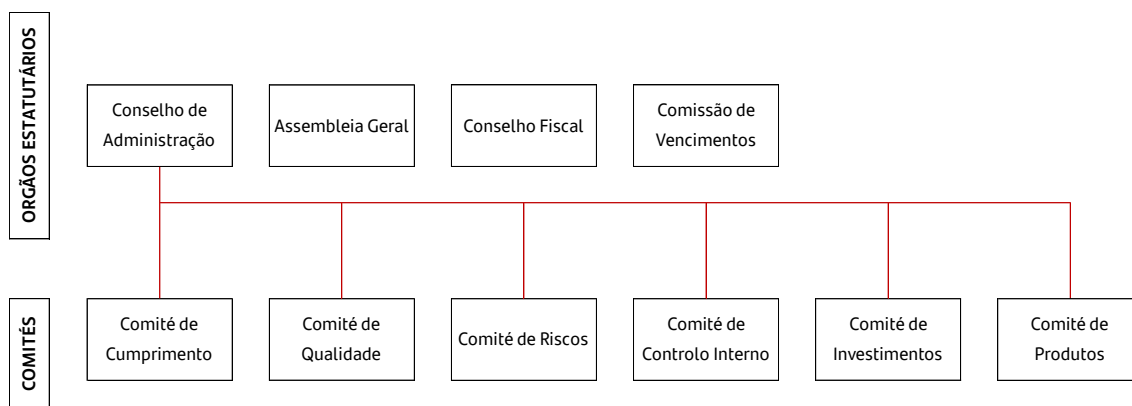 ORGÃOS ESTATUTÁRIOS
Conselho de
Administração
Assembleia Geral
Conselho Fiscal
Comissão de
Vencimentos
COMITÉS
Comité de
Cumprimento
Comité de
Qualidade
Comité de Riscos
Comité de
Controlo Interno
Comité de
Investimentos
Comité de
Produtos